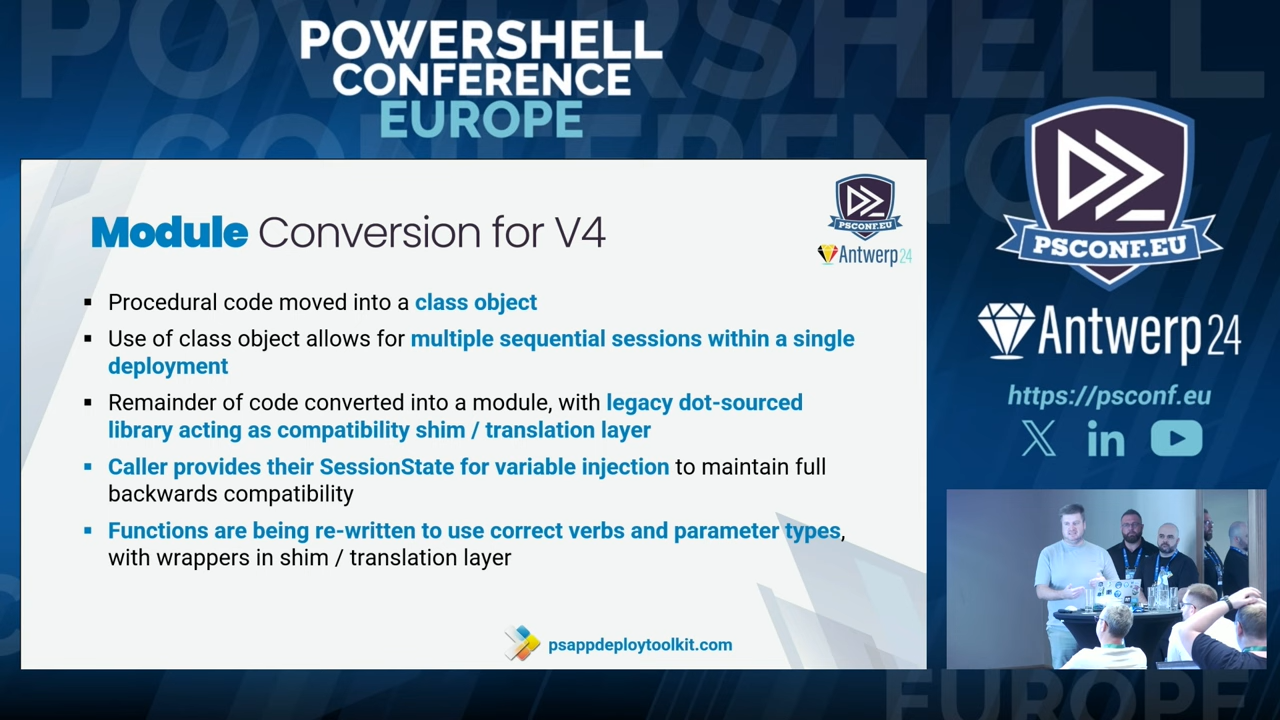 POWERSHELL
CONFERENCE
EUROPE
Module Conversion for V4
PSCONF.EU
Antwerp24
▪ Procedural code moved into a class object
▪ Use of class object allows for multiple sequential sessions within a single
deployment
▪ Remainder of code converted into a module, with legacy dot-sourced
library acting as compatibility shim / translation layer
▪ Caller provides their SessionState for variable injection to maintain full
backwards compatibility
▪ Functions are being re-written to use correct verbs and parameter types,
with wrappers in shim / translation layer
psappdeploytoolkit.com
PSCONF.EU
Antwerp24
https://psconf.eu
in
POWERSHELL
CONFERENCE
EUROPE